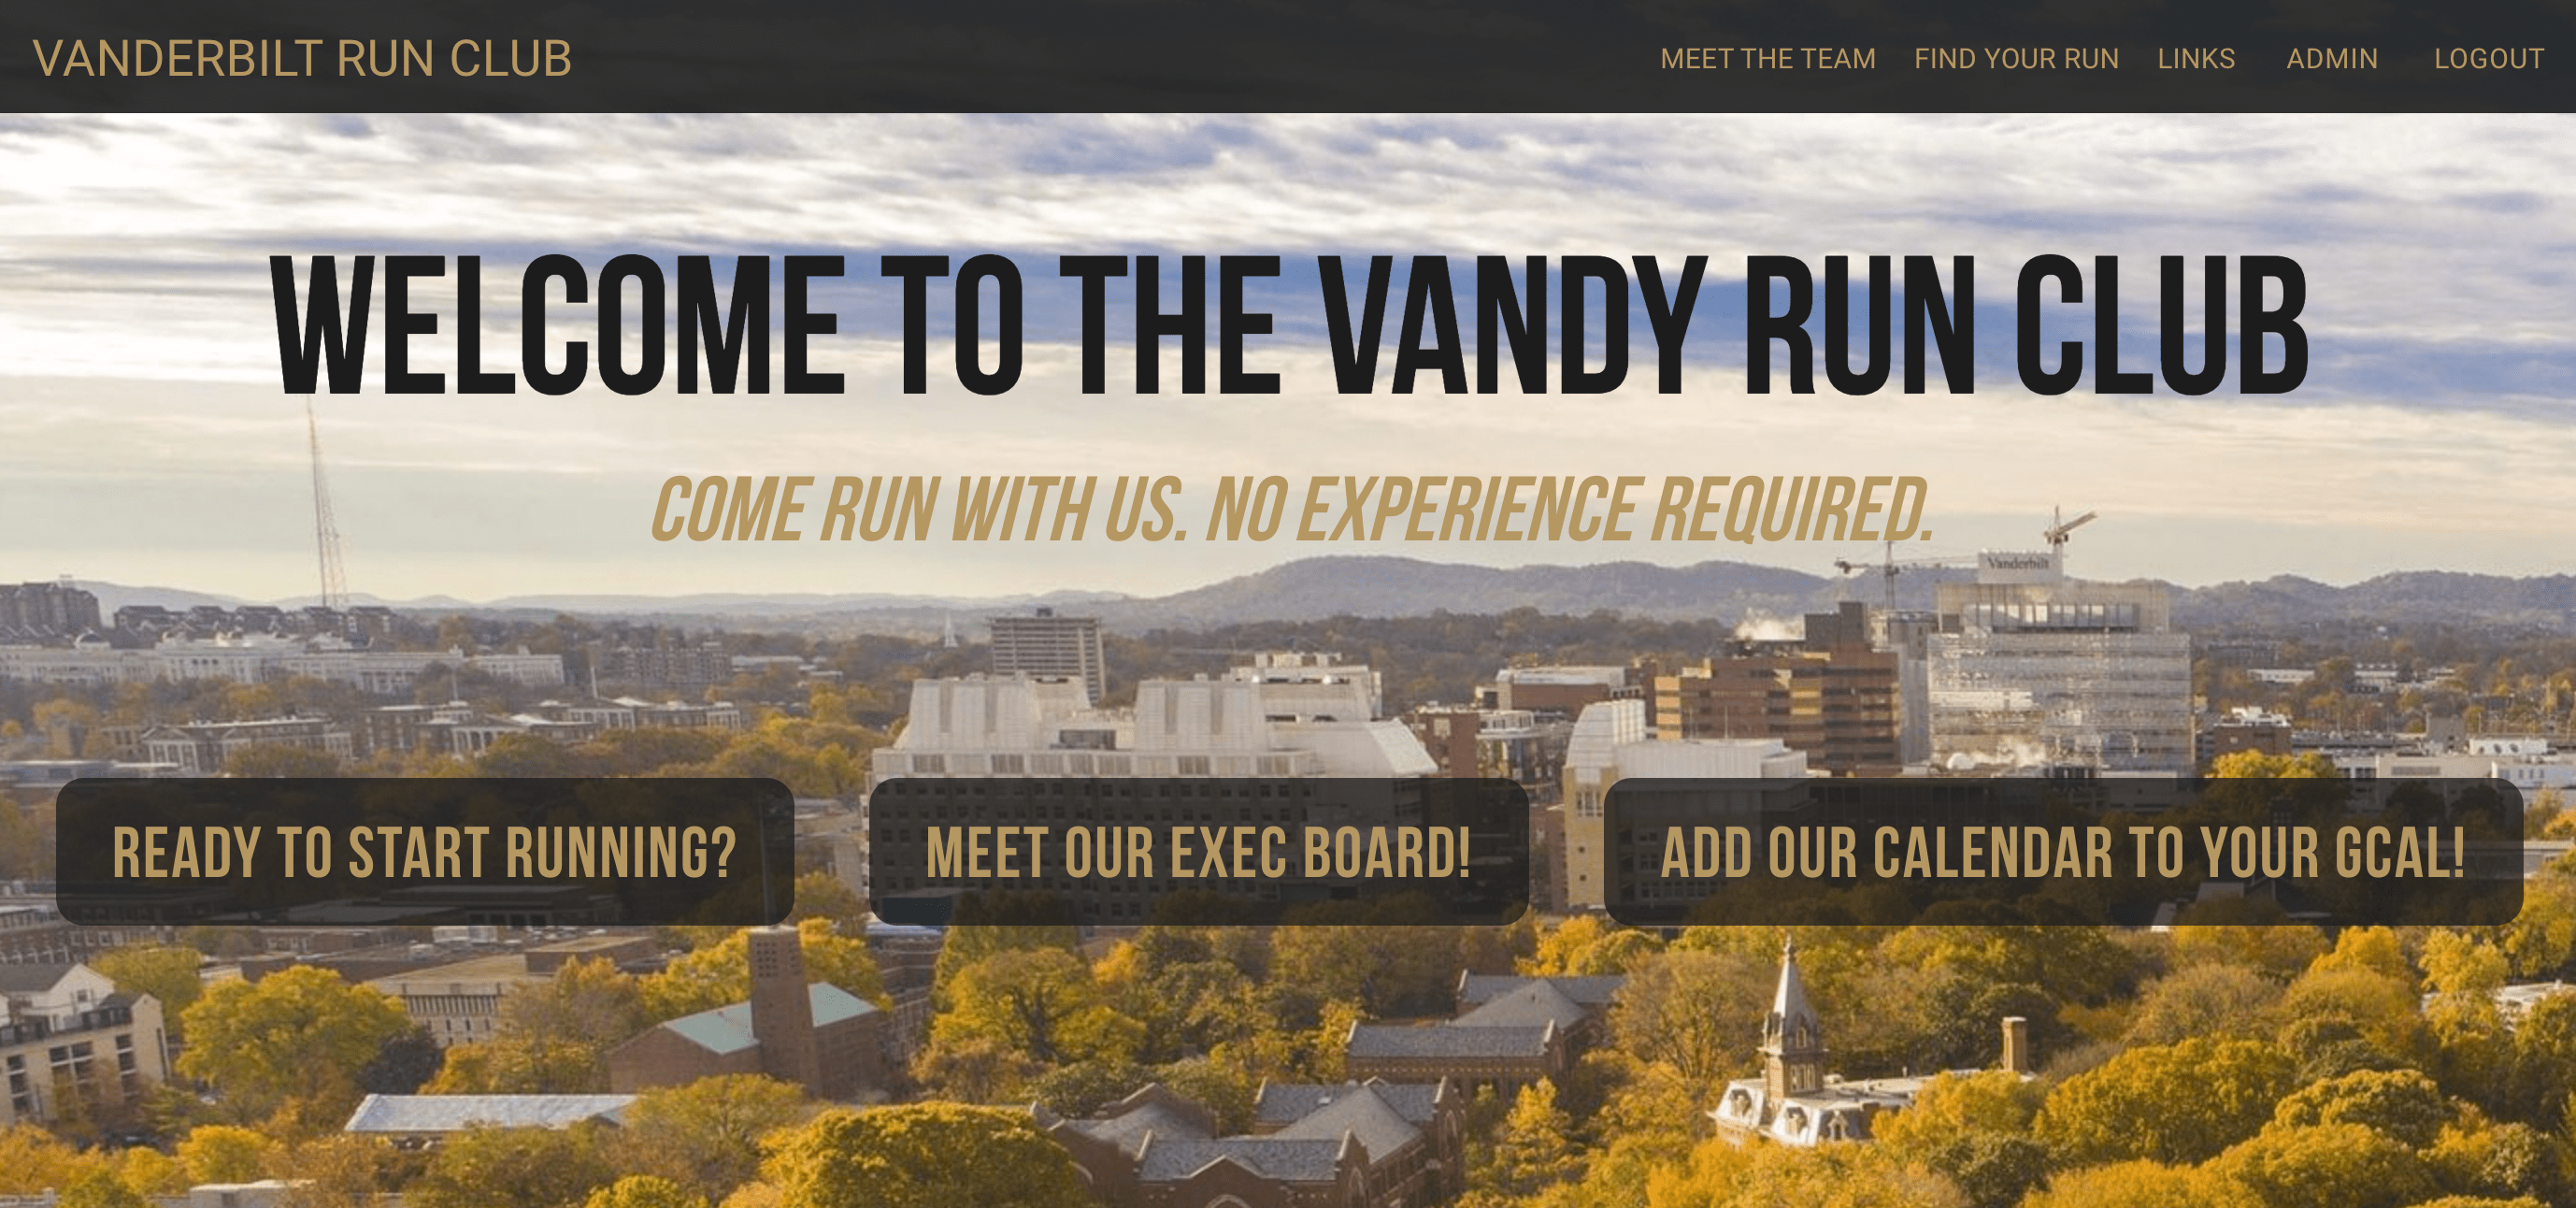 VANDERBILT RUN CLUB
MEET THE TEAM FIND YOUR RUN LINKS ADMIN LOGOUT
WELCOME TO THE VANDY RUN CLUB
COME RUN WITH US. NO EXPERIENCE REQUIRED.
Vanderbilt
READY TO START RUNNING? MEET OUR EXEC BOARD! ADD OUR CALENDAR TO YOUR GCAL!